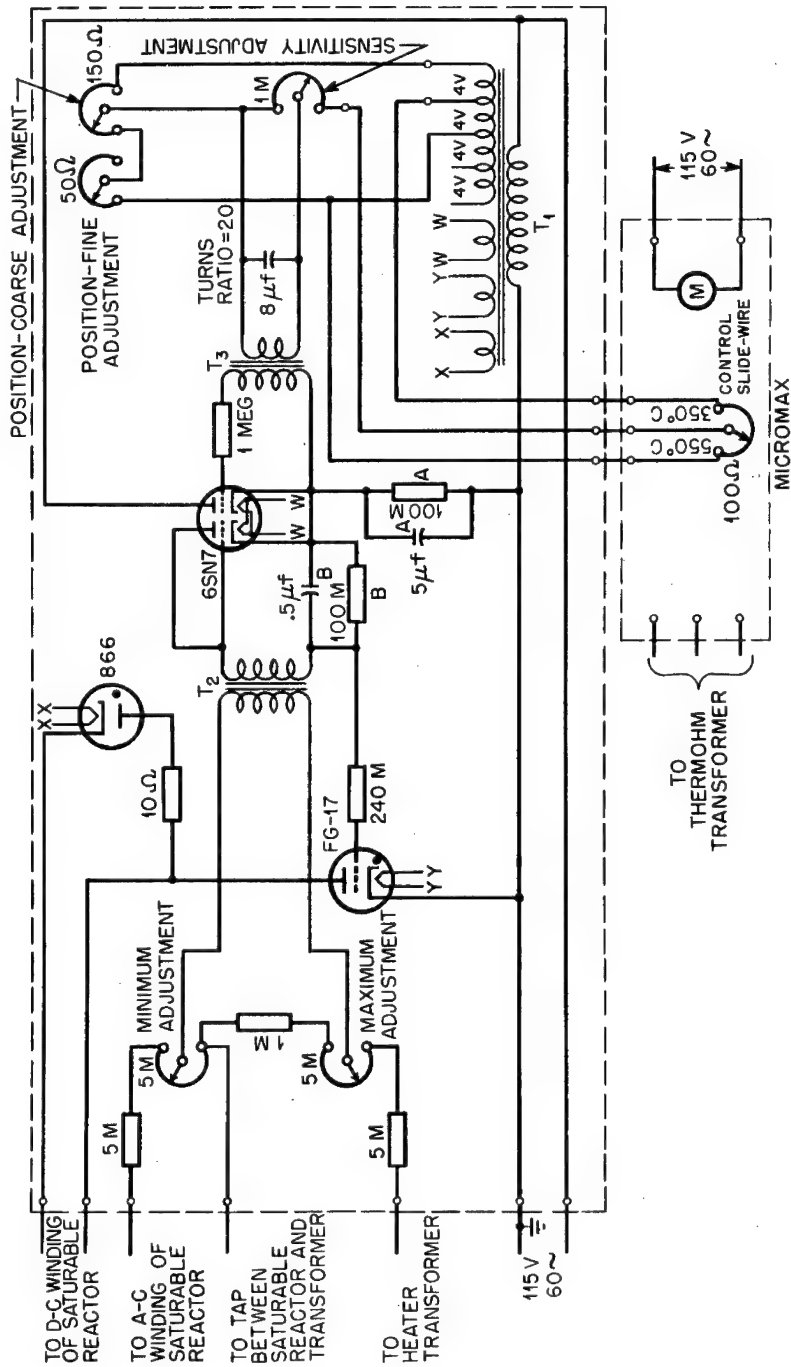 POSITION-COARSE ADJUSTMENT
150Ω
50Ω
POSITION-FINE
ADJUSTMENT
SENSITIVITY ADJUSTMENT
1 M
TURNS
RATIO=20
8 µf
T3
1 MEG
6SN7
W W
4V 4V 4V 4V
W W Y Y X X
T1
866
XX
10Ω
T2
.5µf
B
100 M
B
A
100M
A
5µf
FG-17
240 M
YY
MINIMUM
ADJUSTMENT
5 M
5 M
1 M
5 M
MAXIMUM
ADJUSTMENT
5 M
TO D-C WINDING
OF SATURABLE
REACTOR
TO A-C
WINDING OF
SATURABLE
REACTOR
TO TAP
BETWEEN
SATURABLE
REACTOR AND
TRANSFORMER
TO
HEATER
TRANSFORMER
115 V
60~
115 V
60~
M
CONTROL
SLIDE-WIRE
350°C
550°C
100Ω
MICROMAX
TO
THERMOHM
TRANSFORMER